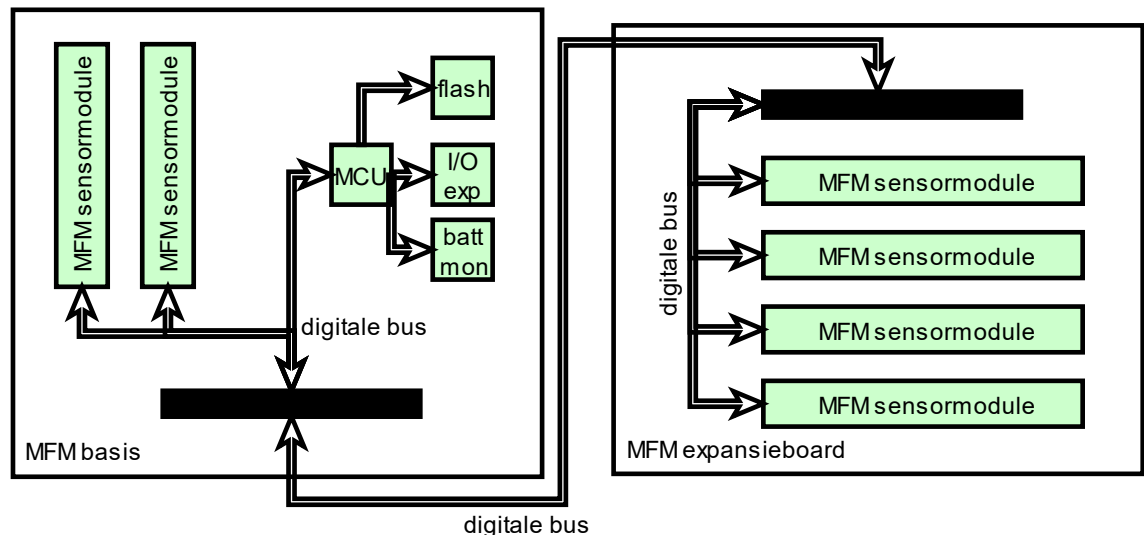 MFM sensormodule
MFM sensormodule
flash
MCU
I/O
exp
batt
mon
digitale bus
MFM basis
digitale bus
digitale bus
MFM sensormodule
MFM sensormodule
MFM sensormodule
MFM sensormodule
MFM expansieboard